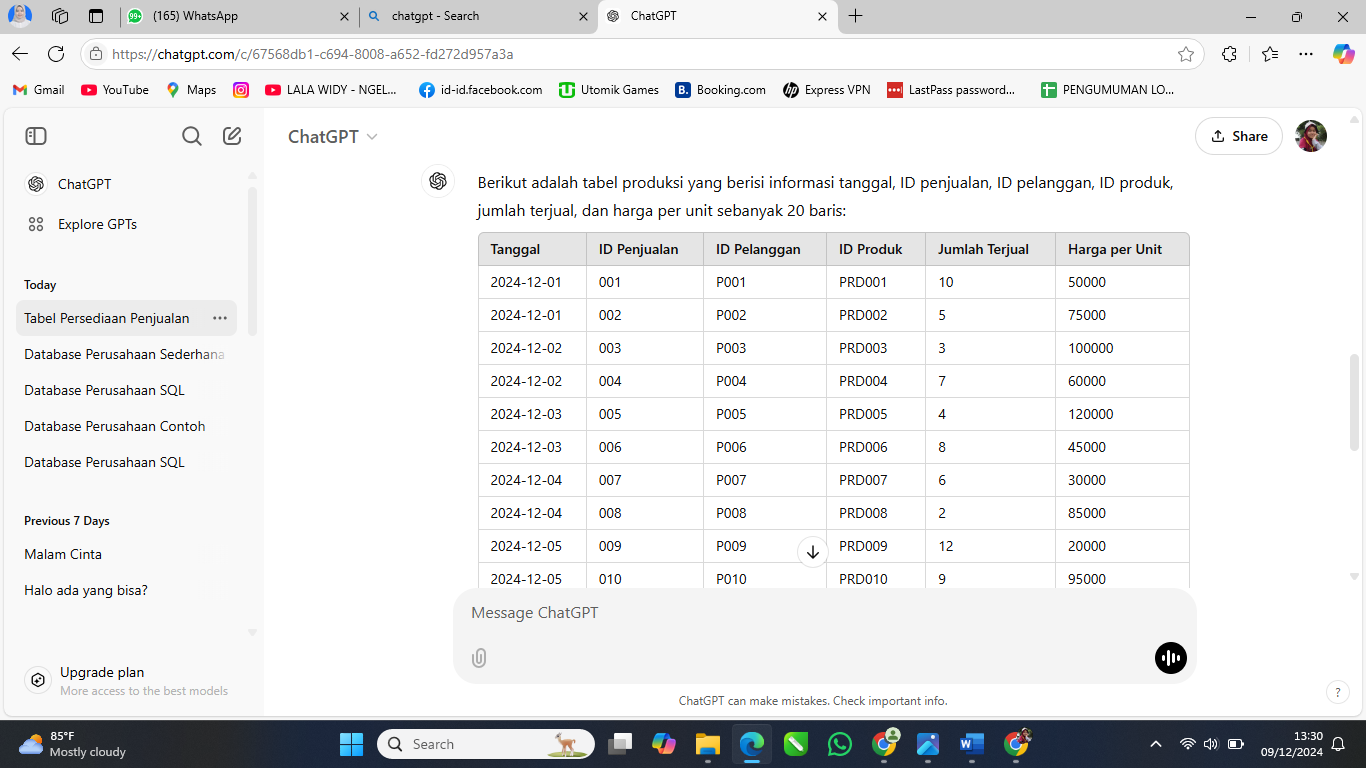 99+ (165) WhatsApp
chatgpt - Search
ChatGPT
https://chatgpt.com/c/67568db1-c694-8008-a652-fd272d957a3a
Gmail
YouTube
Maps
LALA WIDY - NGEL...
id-id.facebook.com
Utomik Games
B. Booking.com
hp Express VPN
LastPass password...
PENGUMUMAN LO...
ChatGPT
Explore GPTs
Today
Tabel Persediaan Penjualan
Database Perusahaan Sederhana
Database Perusahaan SQL
Database Perusahaan Contoh
Database Perusahaan SQL
Previous 7 Days
Malam Cinta
Halo ada yang bisa?
Upgrade plan
More access to the best models
ChatGPT
Share
Berikut adalah tabel produksi yang berisi informasi tanggal, ID penjualan, ID pelanggan, ID produk,
jumlah terjual, dan harga per unit sebanyak 20 baris:
Tanggal ID Penjualan ID Pelanggan ID Produk Jumlah Terjual Harga per Unit
2024-12-01 001 P001 PRD001 10 50000
2024-12-01 002 P002 PRD002 5 75000
2024-12-02 003 P003 PRD003 3 100000
2024-12-02 004 P004 PRD004 7 60000
2024-12-03 005 P005 PRD005 4 120000
2024-12-03 006 P006 PRD006 8 45000
2024-12-04 007 P007 PRD007 6 30000
2024-12-04 008 P008 PRD008 2 85000
2024-12-05 009 P009 PRD009 12 20000
2024-12-05 010 P010 PRD010 9 95000
Message ChatGPT
ChatGPT can make mistakes. Check important info.
?
85°F
Mostly cloudy
Search
13:30
09/12/2024